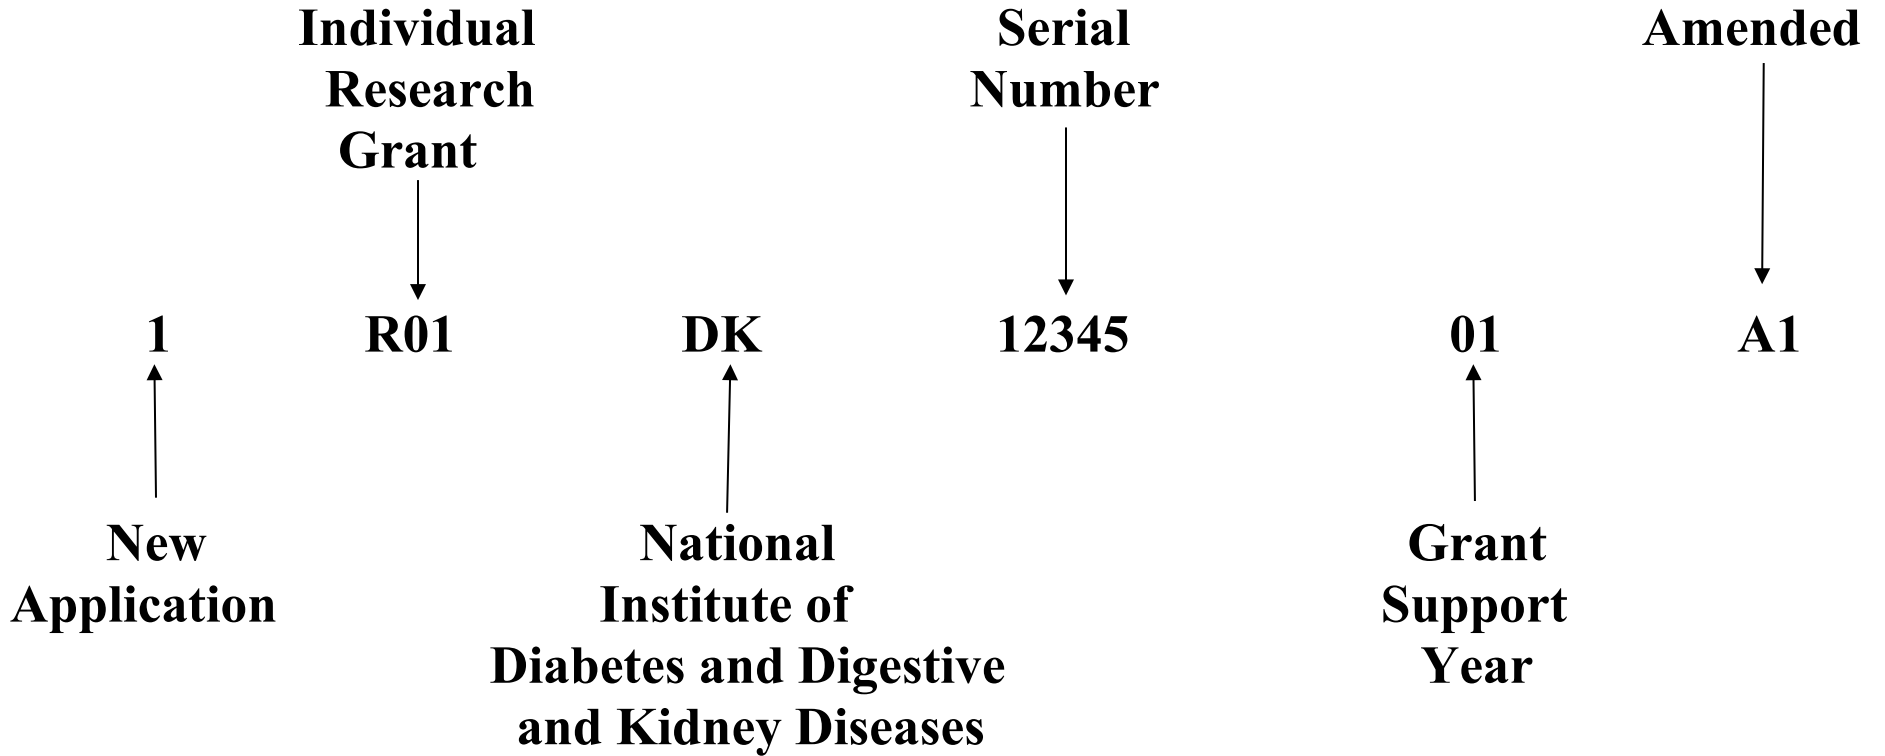 Individual
Research
Grant
Serial
Number
Amended
1 R01 DK 12345 01 A1
New
Application
National
Institute of
Diabetes and Digestive
and Kidney Diseases
Grant
Support
Year